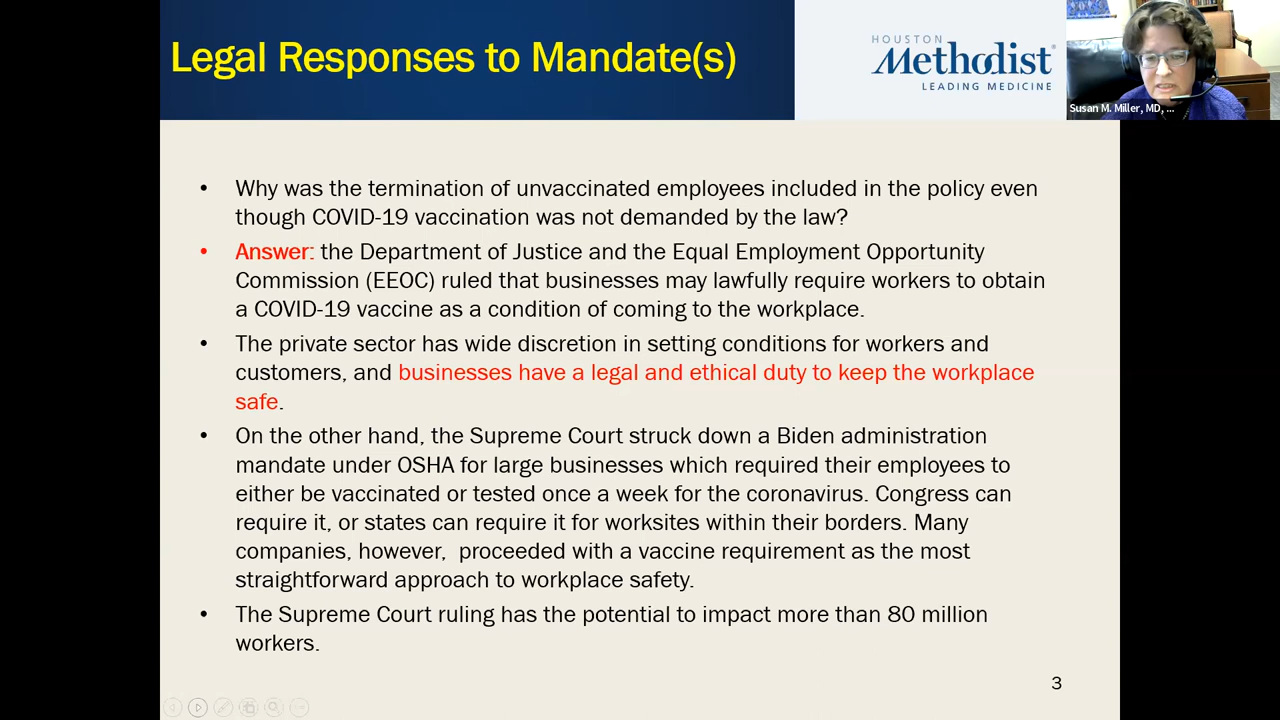 Legal Responses to Mandate(s)
HOUSTON
Methodist®
LEADING MEDICINE
Susan M. Miller, MD, ...
• Why was the termination of unvaccinated employees included in the policy even
though COVID-19 vaccination was not demanded by the law?
• Answer: the Department of Justice and the Equal Employment Opportunity
Commission (EEOC) ruled that businesses may lawfully require workers to obtain
a COVID-19 vaccine as a condition of coming to the workplace.
• The private sector has wide discretion in setting conditions for workers and
customers, and businesses have a legal and ethical duty to keep the workplace
safe.
• On the other hand, the Supreme Court struck down a Biden administration
mandate under OSHA for large businesses which required their employees to
either be vaccinated or tested once a week for the coronavirus. Congress can
require it, or states can require it for worksites within their borders. Many
companies, however,  proceeded with a vaccine requirement as the most
straightforward approach to workplace safety.
• The Supreme Court ruling has the potential to impact more than 80 million
workers.
3